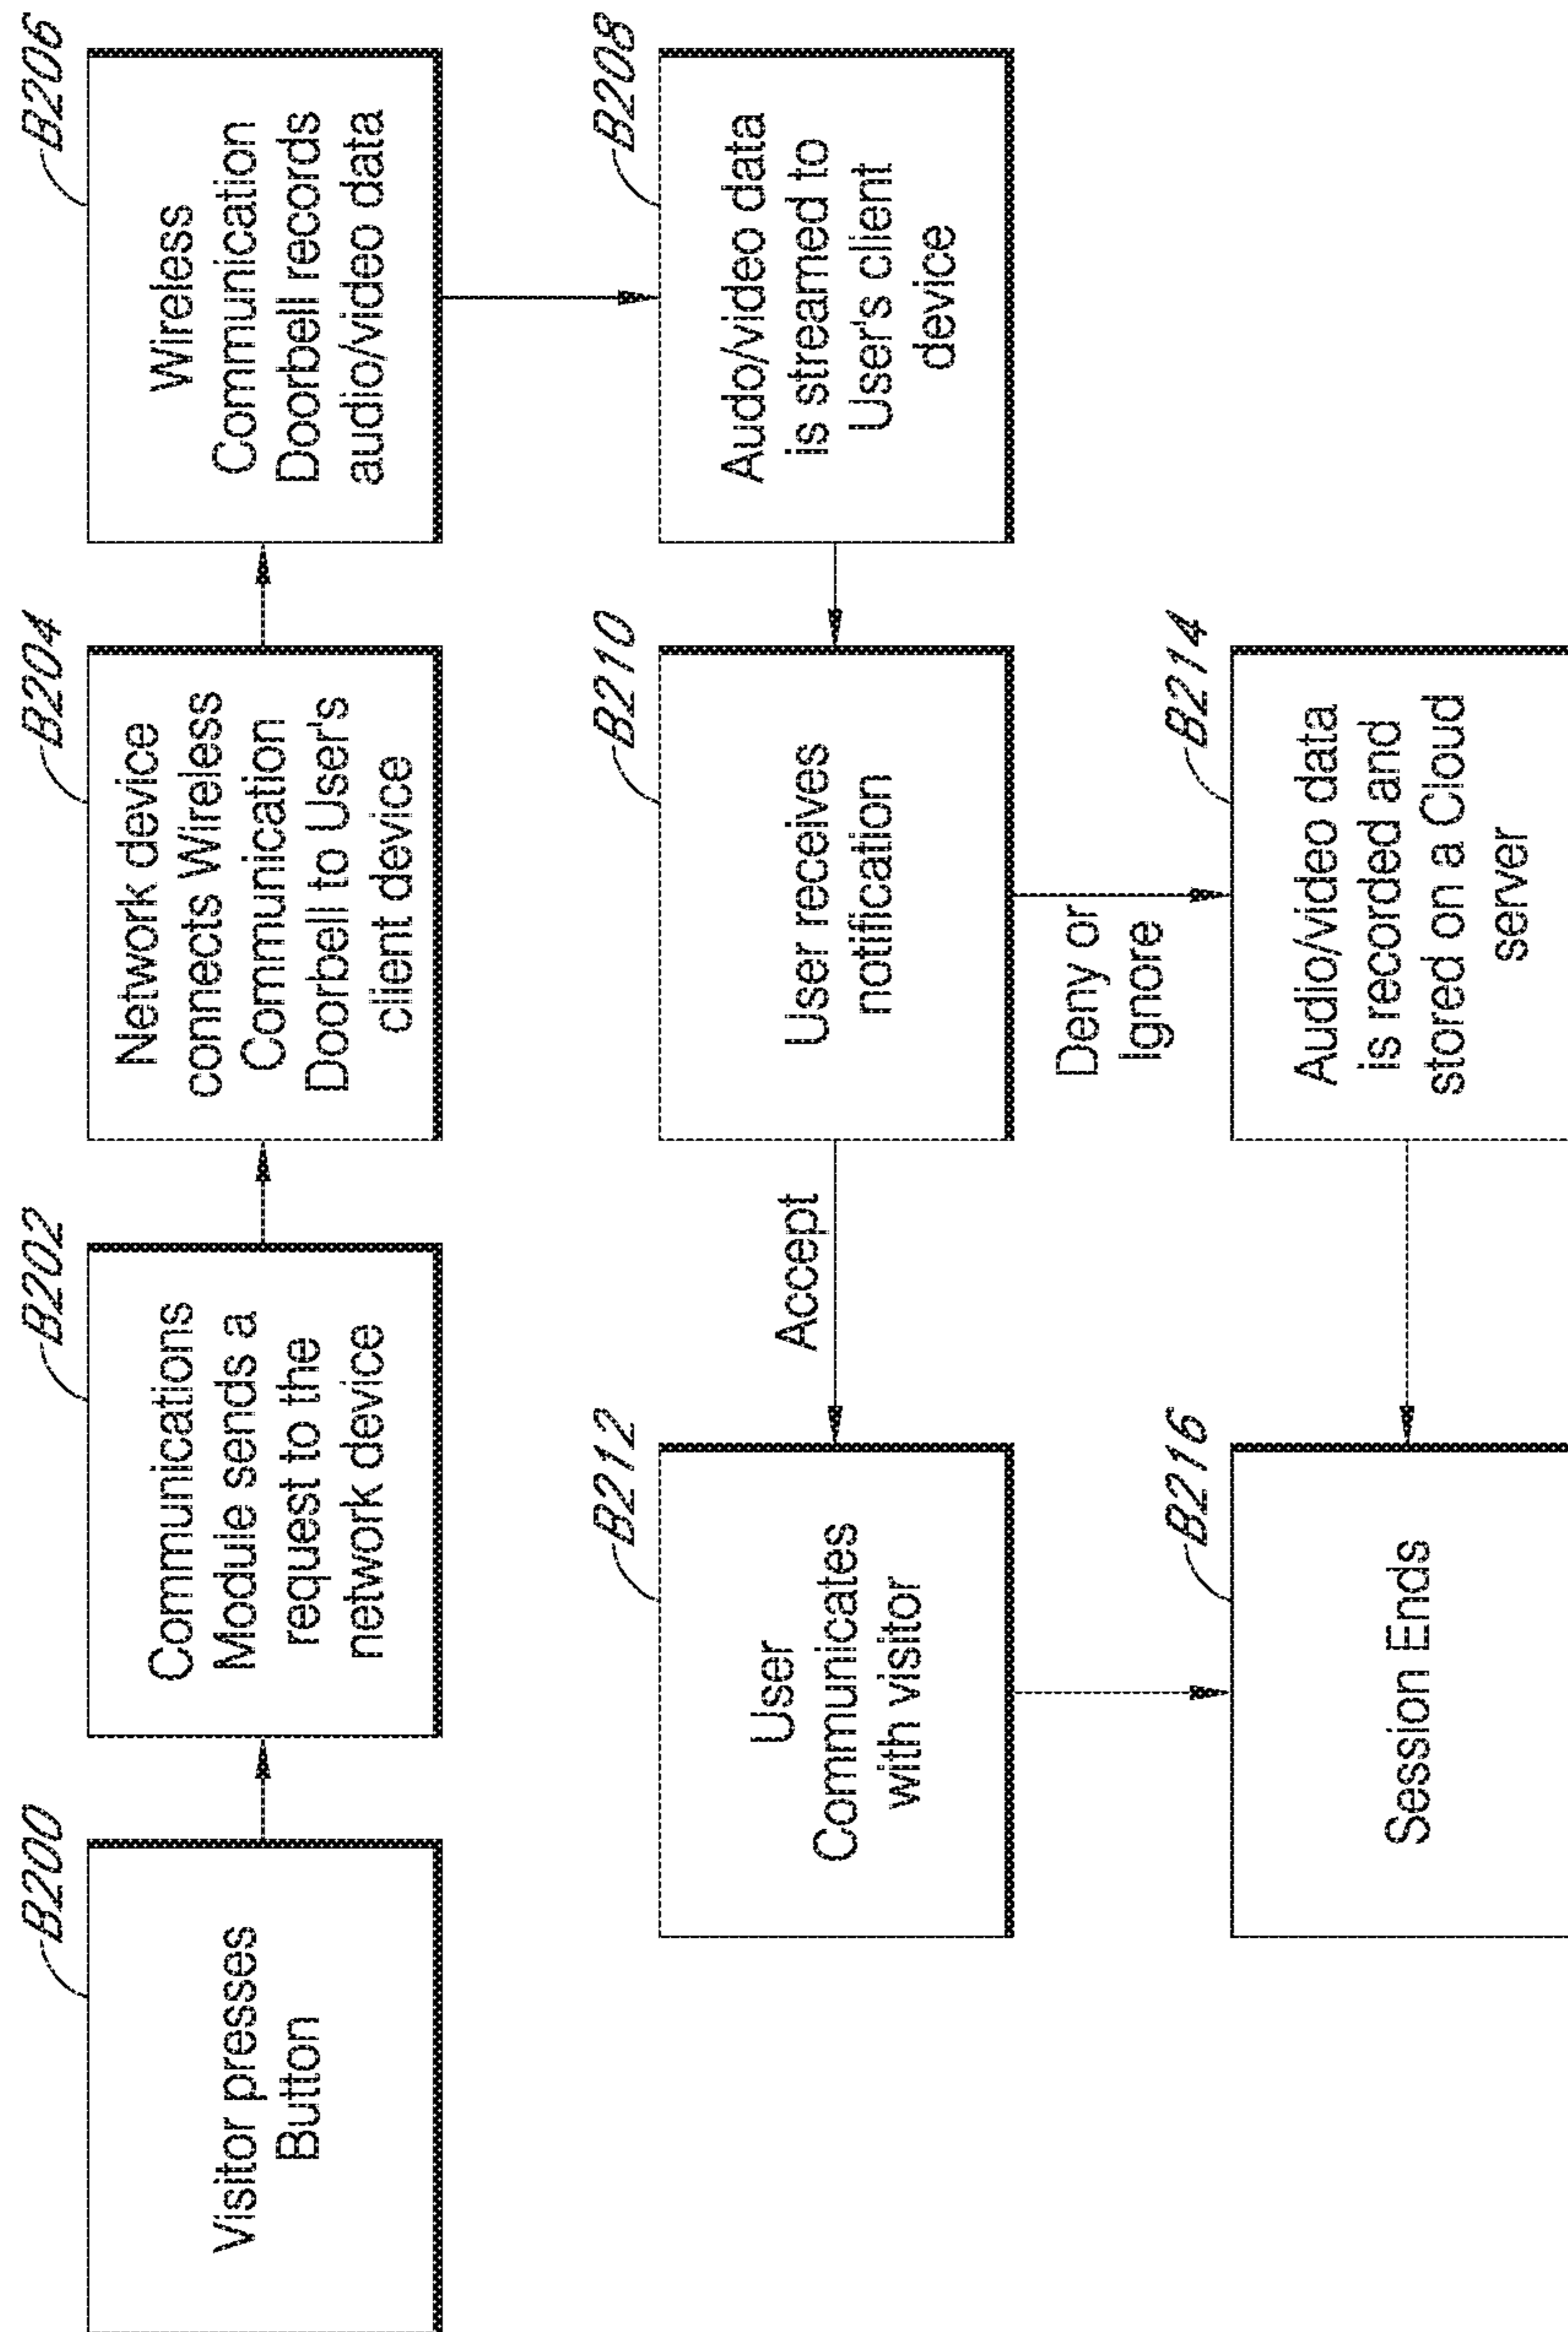 B200
Visitor presses
Button
B202
Communications
Module sends a
request to the
network device
B204
Network device
connects Wireless
Communication
Doorbell to User's
client device
B206
Wireless
Communication
Doorbell records
audio/video data
B208
Audo/video data
is streamed to
User's client
device
B210
User receives
notification
Accept
Deny or
Ignore
B212
User
Communicates
with visitor
B214
Audio/video data
is recorded and
stored on a Cloud
server
B216
Session Ends